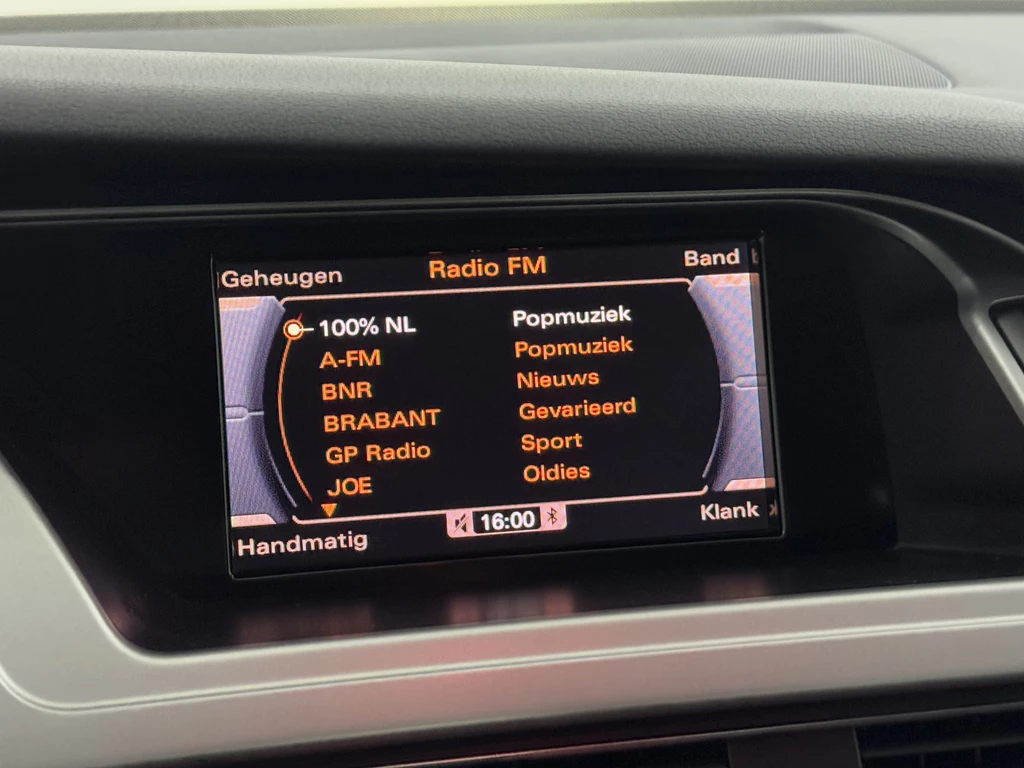 Geheugen Radio FM Band
100% NL Popmuziek
A-FM Popmuziek
BNR Nieuws
BRABANT Gevarieerd
GP Radio Sport
JOE Oldies
16:00
Handmatig Klank